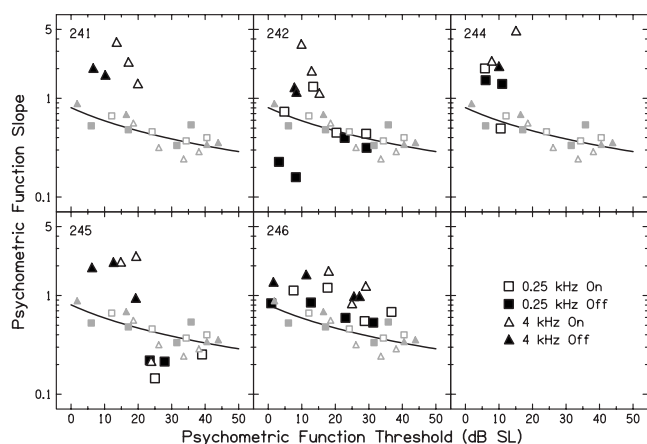 241 242 244
5
1
0.1
245 246
5
1
0.1
0.25 kHz On
0.25 kHz Off
4 kHz On
4 kHz Off
0 10 20 30 40 50 0 10 20 30 40 50 0 10 20 30 40 50
Psychometric Function Threshold (dB SL)
Psychometric Function Slope